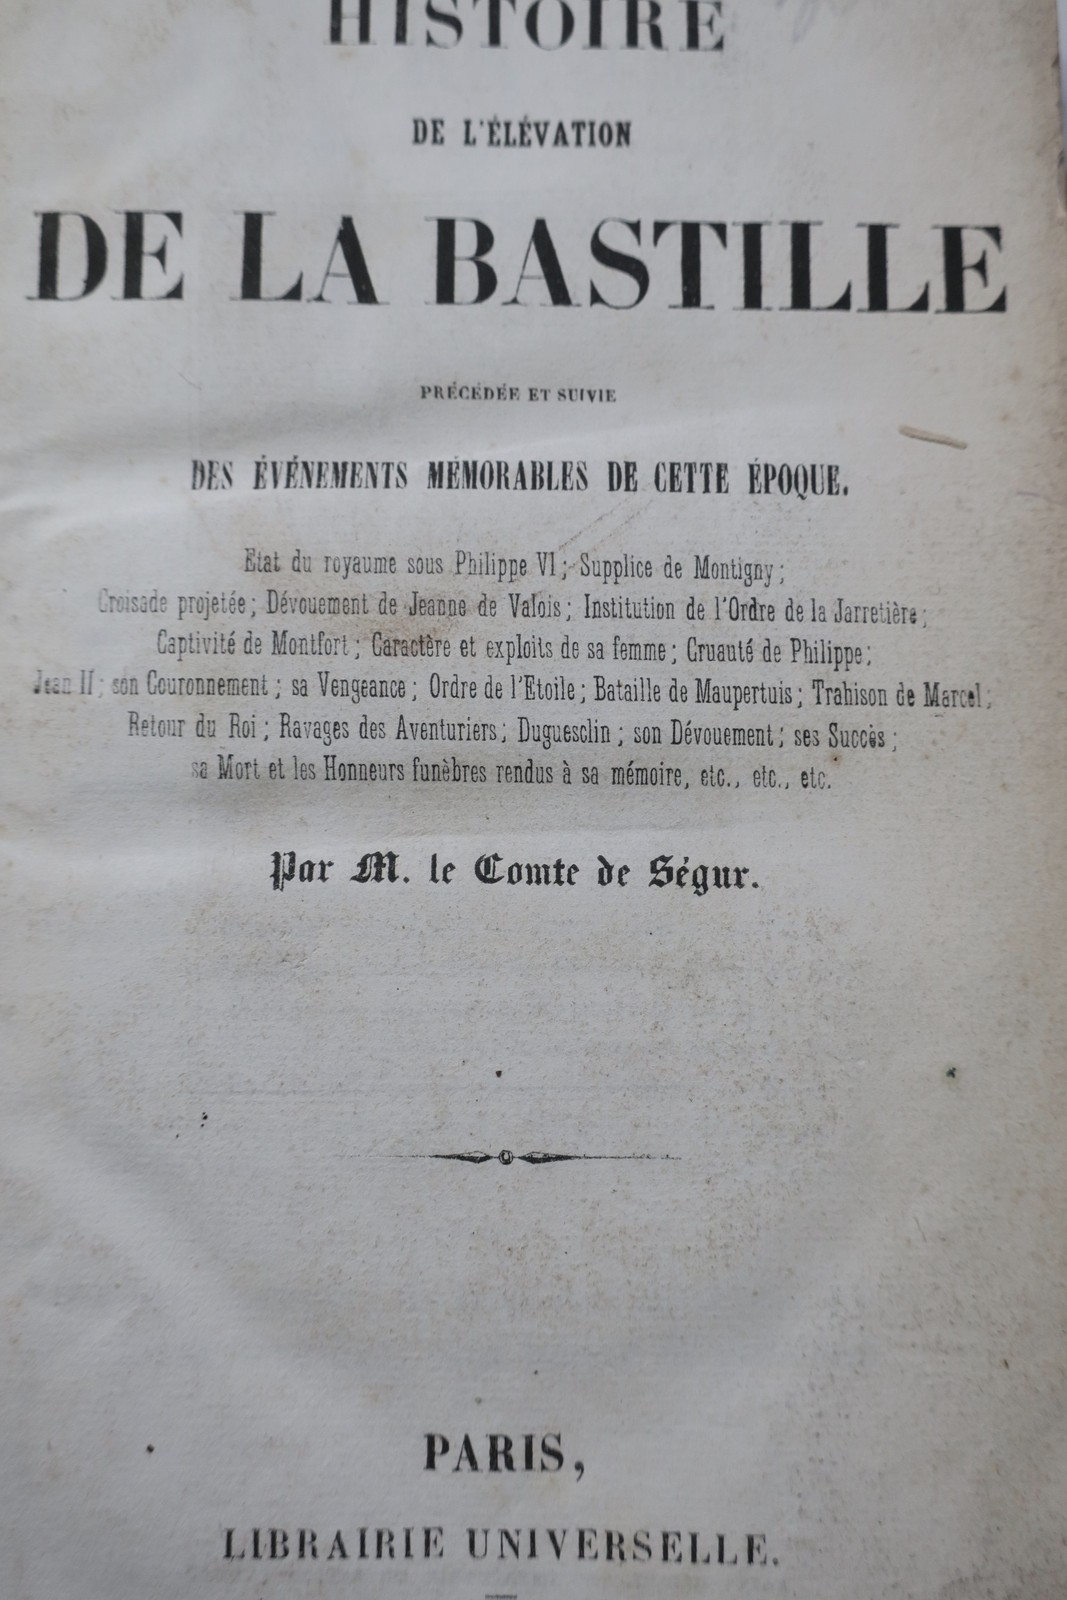 HISTOIRE
DE L'ÉLÉVATION
DE LA BASTILLE
PRÉCÉDÉE ET SUIVIE
DES ÉVÉNEMENTS MÉMORABLES DE CETTE ÉPOQUE.
Etat du royaume sous Philippe VI; Supplice de Montigny;
Croisade projetée; Dévouement de Jeanne de Valois; Institution de l'Ordre de la Jarretière;
Captivité de Montfort; Caractère et exploits de sa femme; Cruauté de Philippe;
Jean II; son Couronnement; sa Vengeance; Ordre de l'Etoile; Bataille de Maupertuis; Trahison de Marcel;
Retour du Roi; Ravages des Aventuriers; Duguesclin; son Dévouement; ses Succès;
sa Mort et les Honneurs funèbres rendus à sa mémoire, etc., etc., etc.
Par M. le Comte de Ségur.
PARIS,
LIBRAIRIE UNIVERSELLE.